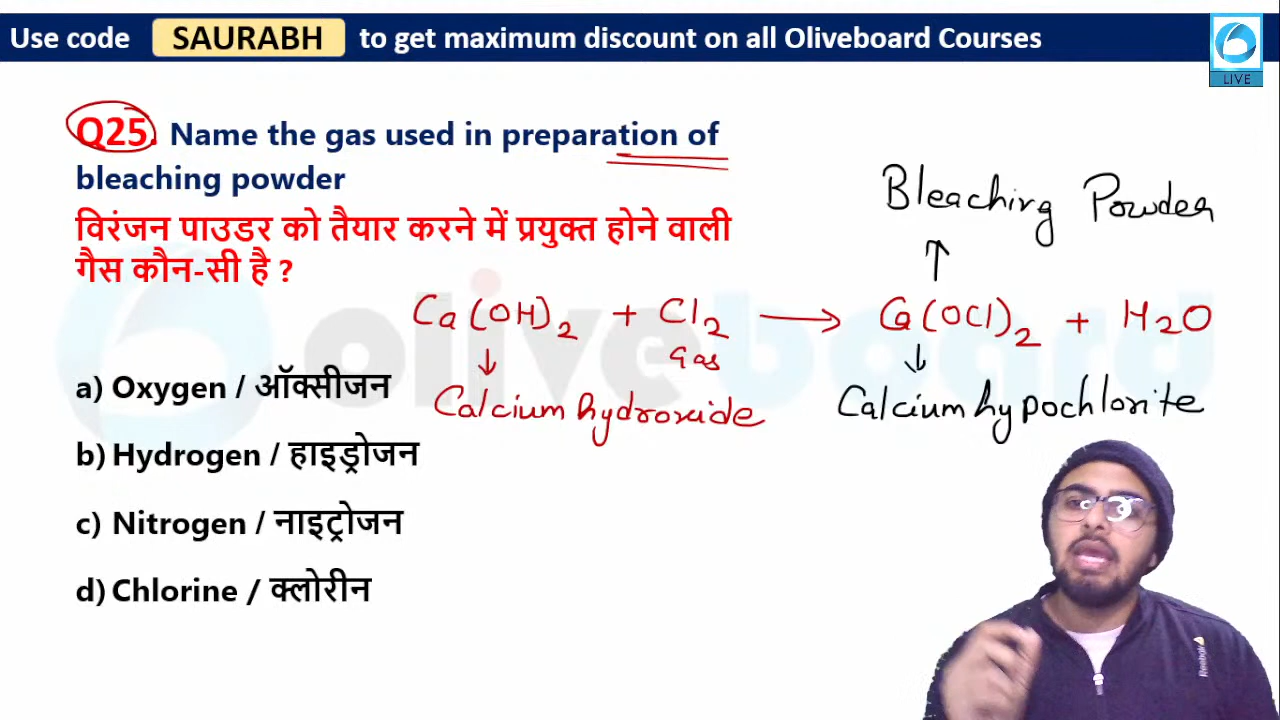 Use code SAURABH to get maximum discount on all Oliveboard Courses
LIVE
Q25. Name the gas used in preparation of
bleaching powder
विरंजन पाउडर को तैयार करने में प्रयुक्त होने वाली
गैस कौन-सी है ?
Bleaching Powder
↑
Ca(OH)2 + Cl2 → Ca(OCl)2 + H2O
↓ Gas ↓
Calcium hydroxide Calcium hypochlorite
a) Oxygen / ऑक्सीजन
b) Hydrogen / हाइड्रोजन
c) Nitrogen / नाइट्रोजन
d) Chlorine / क्लोरीन
oliveboard
Reebok